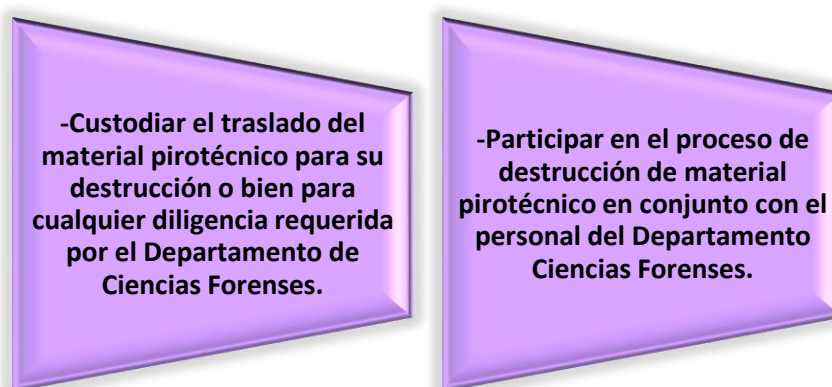 -Custodiar el traslado del
material pirotécnico para su
destrucción o bien para
cualquier diligencia requerida
por el Departamento de
Ciencias Forenses.
-Participar en el proceso de
destrucción de material
pirotécnico en conjunto con el
personal del Departamento
Ciencias Forenses.